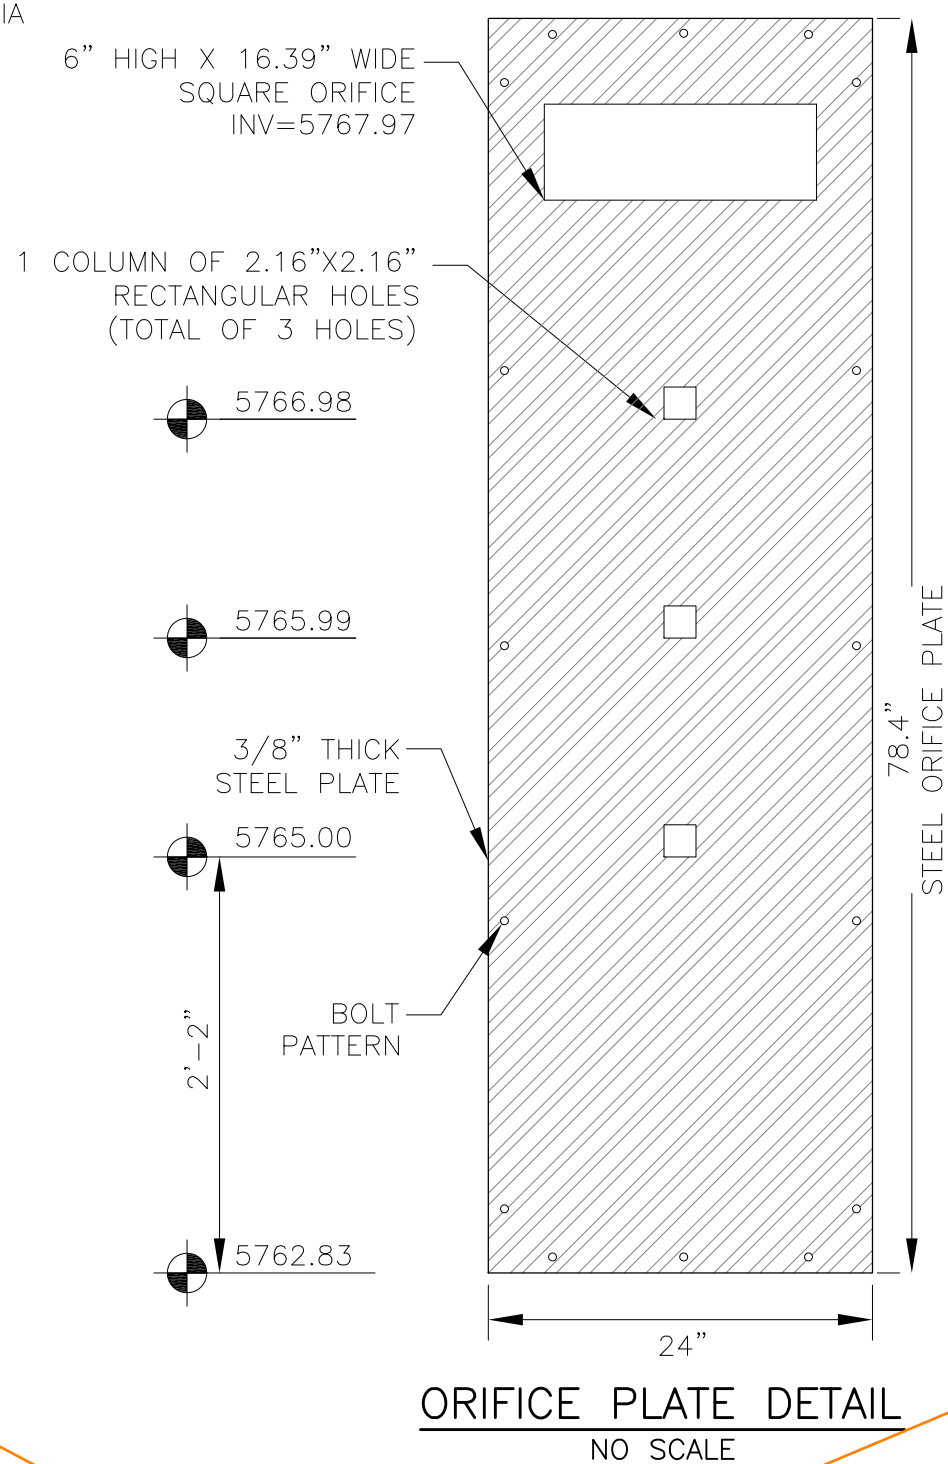 IA
6” HIGH X 16.39” WIDE
SQUARE ORIFICE
INV=5767.97
1 COLUMN OF 2.16”X2.16”
RECTANGULAR HOLES
(TOTAL OF 3 HOLES)
5766.98
5765.99
3/8” THICK
STEEL PLATE
5765.00
BOLT
PATTERN
2’-2”
5762.83
78.4”
STEEL ORIFICE PLATE
24”
ORIFICE PLATE DETAIL
NO SCALE